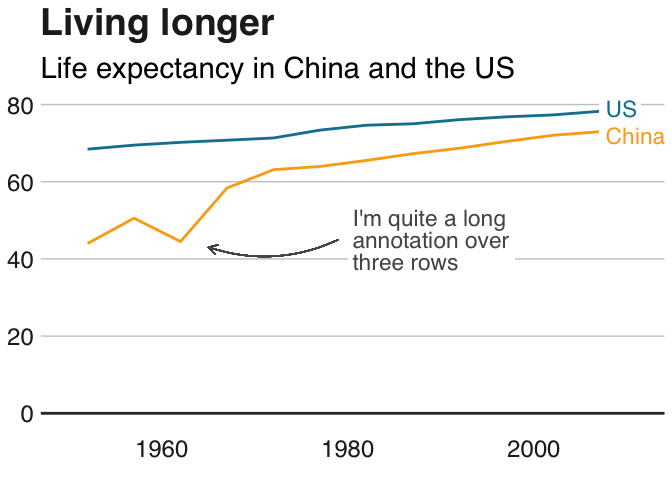 Living longer
Life expectancy in China and the US
80
US
China
60
I'm quite a long
annotation over
three rows
40
20
0
1960 1980 2000